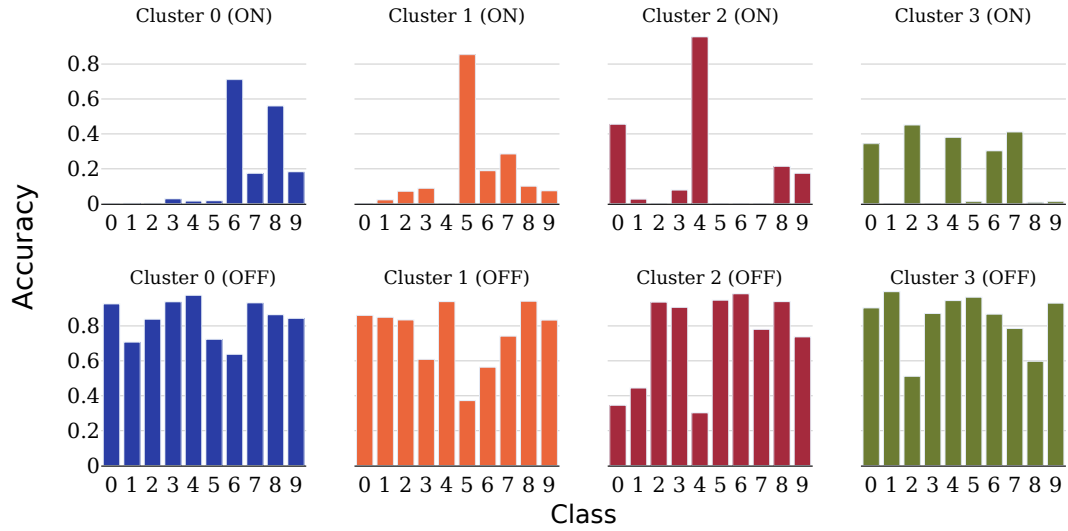 Cluster 0 (ON) Cluster 1 (ON) Cluster 2 (ON) Cluster 3 (ON)
0.8
0.6
0.4
0.2
0
0 1 2 3 4 5 6 7 8 9 0 1 2 3 4 5 6 7 8 9 0 1 2 3 4 5 6 7 8 9 0 1 2 3 4 5 6 7 8 9
Accuracy
Cluster 0 (OFF) Cluster 1 (OFF) Cluster 2 (OFF) Cluster 3 (OFF)
0.8
0.6
0.4
0.2
0
0 1 2 3 4 5 6 7 8 9 0 1 2 3 4 5 6 7 8 9 0 1 2 3 4 5 6 7 8 9 0 1 2 3 4 5 6 7 8 9
Class